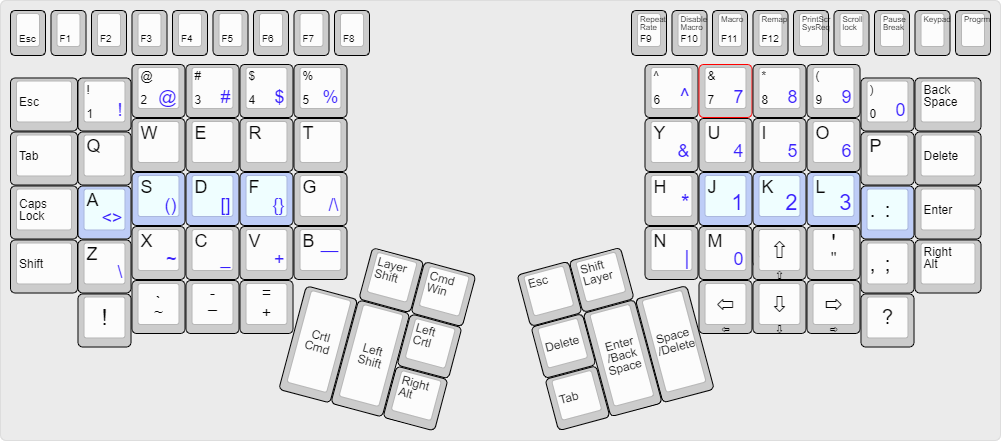 Esc F1 F2 F3 F4 F5 F6 F7 F8
Repeat Rate F9
Disable Macro F10
Macro F11
Remap F12
PrintScr SysReq
Scroll lock
Pause Break
Keypad
Progrm
Esc
! 1 !
@ 2 @
# 3 #
$ 4 $
% 5 %
^ 6 ^
& 7 7
* 8 8
( 9 9
) 0 0
Back Space
Tab
Q
W
E
R
T
Y &
U 4
I 5
O 6
P
Delete
Caps Lock
A <>
S ()
D []
F {}
G /\
H *
J 1
K 2
L 3
. :
Enter
Shift
Z \
X ~
C _
V +
B —
N |
M 0
⇧ ⇧
' "
, ;
Right Alt
!
` ~
- _
= +
⇦ ⇦
⇩ ⇩
⇨ ⇨
?
Layer Shift
Cmd Win
Crtl Cmd
Left Shift
Left Crtl
Right Alt
Esc
Shift Layer
Delete
Enter /Back Space
Space /Delete
Tab